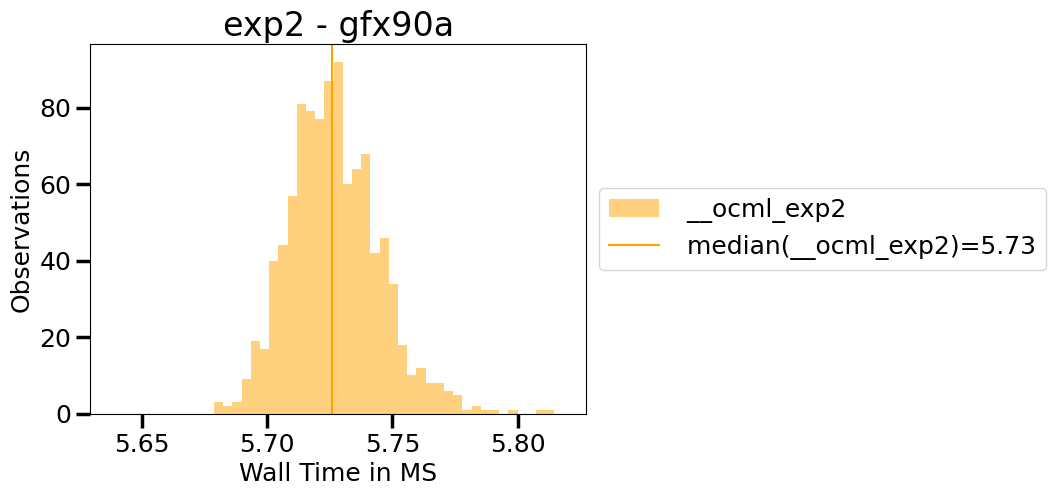 exp2 - gfx90a
Observations
80
60
40
20
0
5.65 5.70 5.75 5.80
Wall Time in MS
__ocml_exp2
median(__ocml_exp2)=5.73